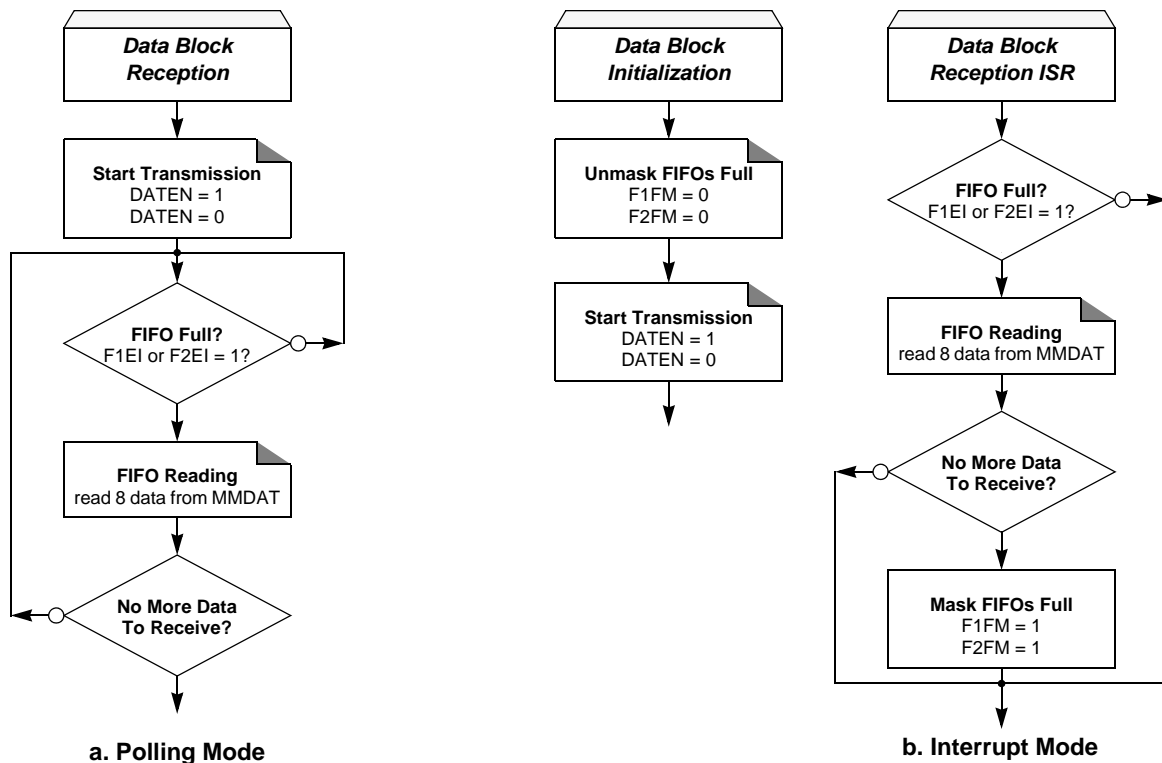 Data Block
Reception
Start Transmission
DATEN = 1
DATEN = 0
FIFO Full?
F1EI or F2EI = 1?
FIFO Reading
read 8 data from MMDAT
No More Data
To Receive?
a. Polling Mode
Data Block
Initialization
Unmask FIFOs Full
F1FM = 0
F2FM = 0
Start Transmission
DATEN = 1
DATEN = 0
Data Block
Reception ISR
FIFO Full?
F1EI or F2EI = 1?
FIFO Reading
read 8 data from MMDAT
No More Data
To Receive?
Mask FIFOs Full
F1FM = 1
F2FM = 1
b. Interrupt Mode